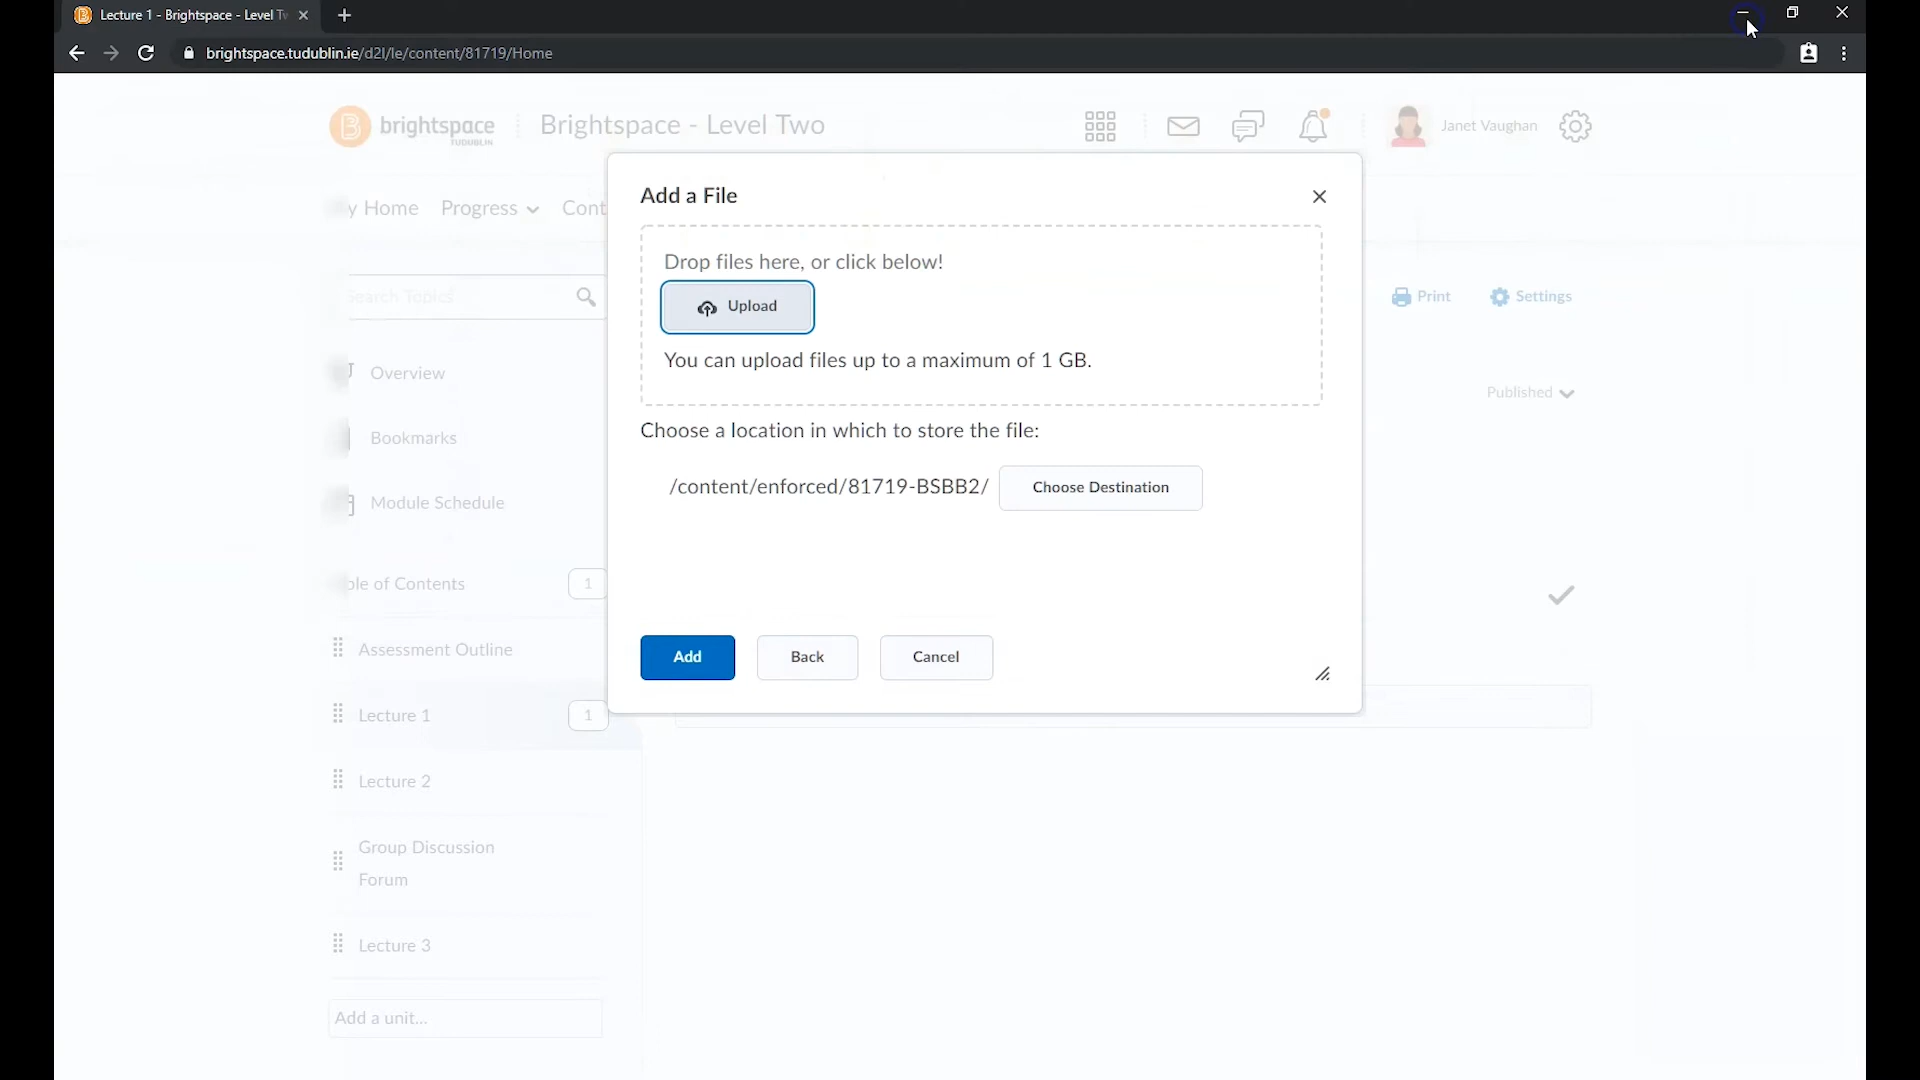 Lecture 1 - Brightspace - Level Tw
brightspace.tudublin.ie/d2l/le/content/81719/Home
brightspace
TUDUBLIN
Brightspace - Level Two
Janet Vaughan
y Home Progress Cont
Add a File
Drop files here, or click below!
Upload
You can upload files up to a maximum of 1 GB.
Choose a location in which to store the file:
/content/enforced/81719-BSBB2/ Choose Destination
Add Back Cancel
Search Topics
Print Settings
Overview
Published
Bookmarks
Module Schedule
ble of Contents 1
Assessment Outline
Lecture 1 1
Lecture 2
Group Discussion
Forum
Lecture 3
Add a unit...